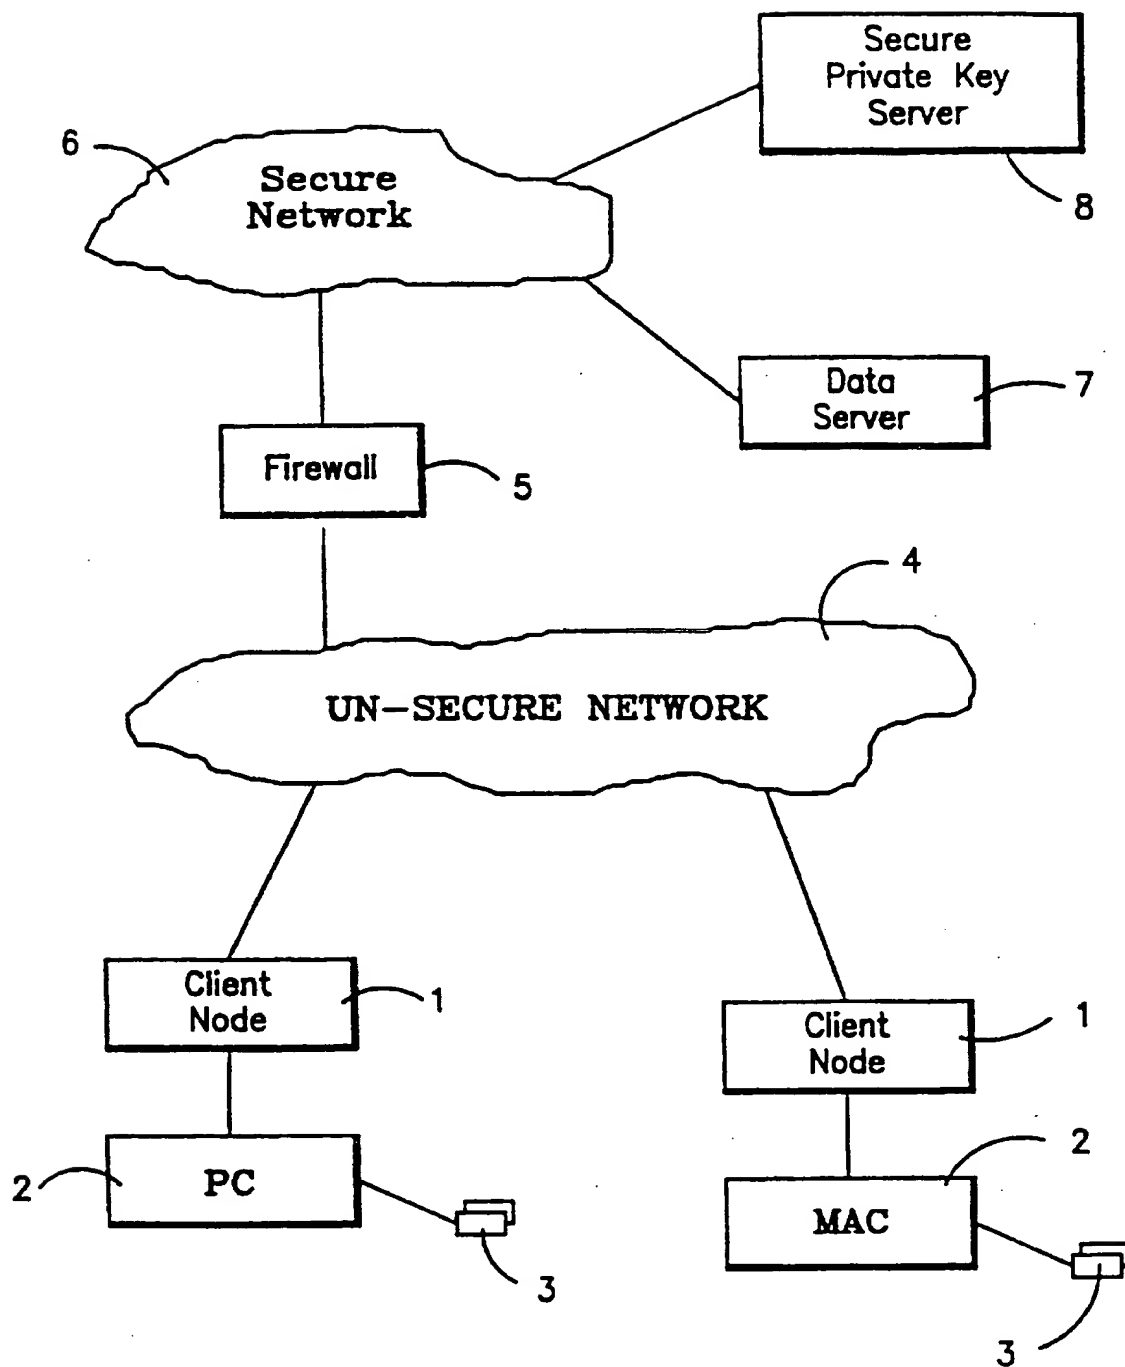 Secure
Private Key
Server
8
6
Secure
Network
Data
Server
7
Firewall
5
4
UN-SECURE NETWORK
Client
Node
1
Client
Node
1
PC
2
3
MAC
2
3